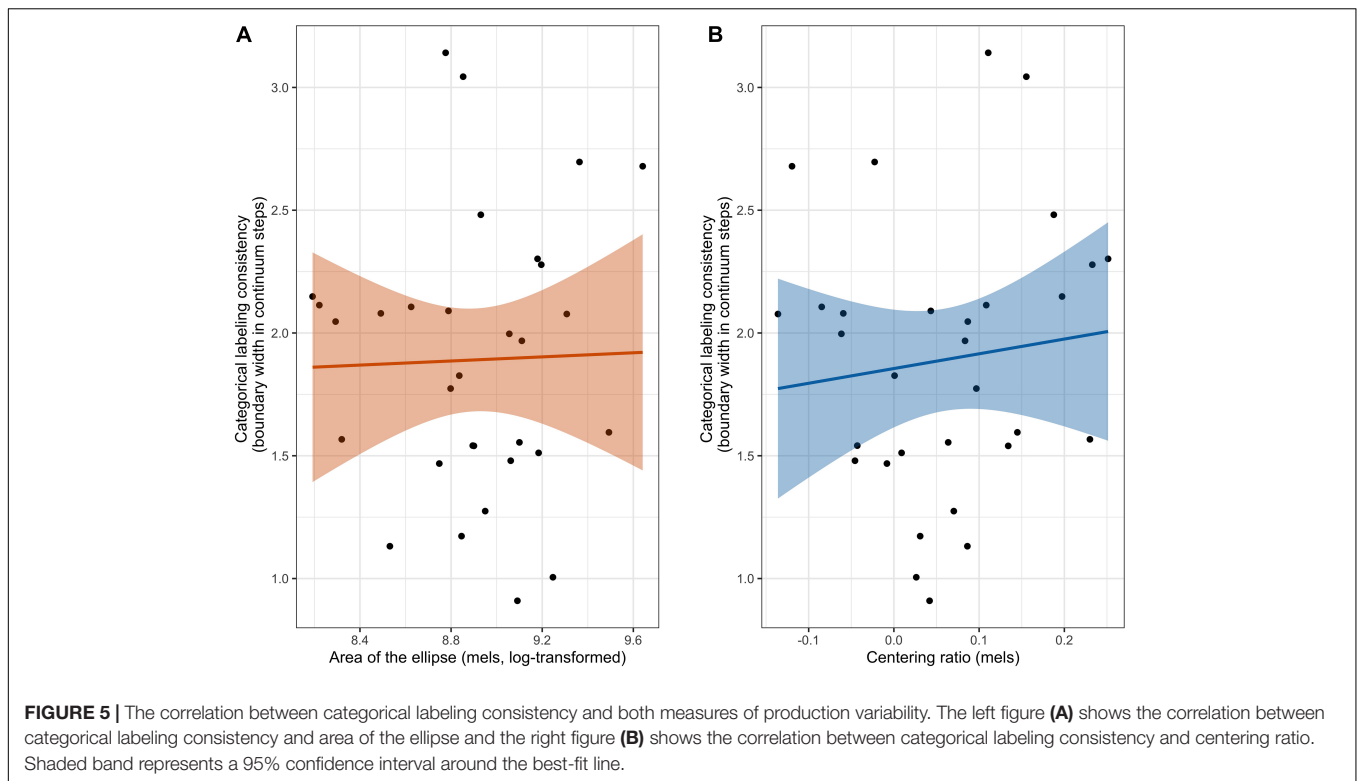 A
B
3.0
2.5
2.0
1.5
1.0
Categorical labeling consistency
(boundary width in continuum steps)
8.4 8.8 9.2 9.6
Area of the ellipse (mels, log-transformed)
3.0
2.5
2.0
1.5
1.0
Categorical labeling consistency
(boundary width in continuum steps)
-0.1 0.0 0.1 0.2
Centering ratio (mels)
FIGURE 5 | The correlation between categorical labeling consistency and both measures of production variability. The left figure (A) shows the correlation between
categorical labeling consistency and area of the ellipse and the right figure (B) shows the correlation between categorical labeling consistency and centering ratio.
Shaded band represents a 95% confidence interval around the best-fit line.